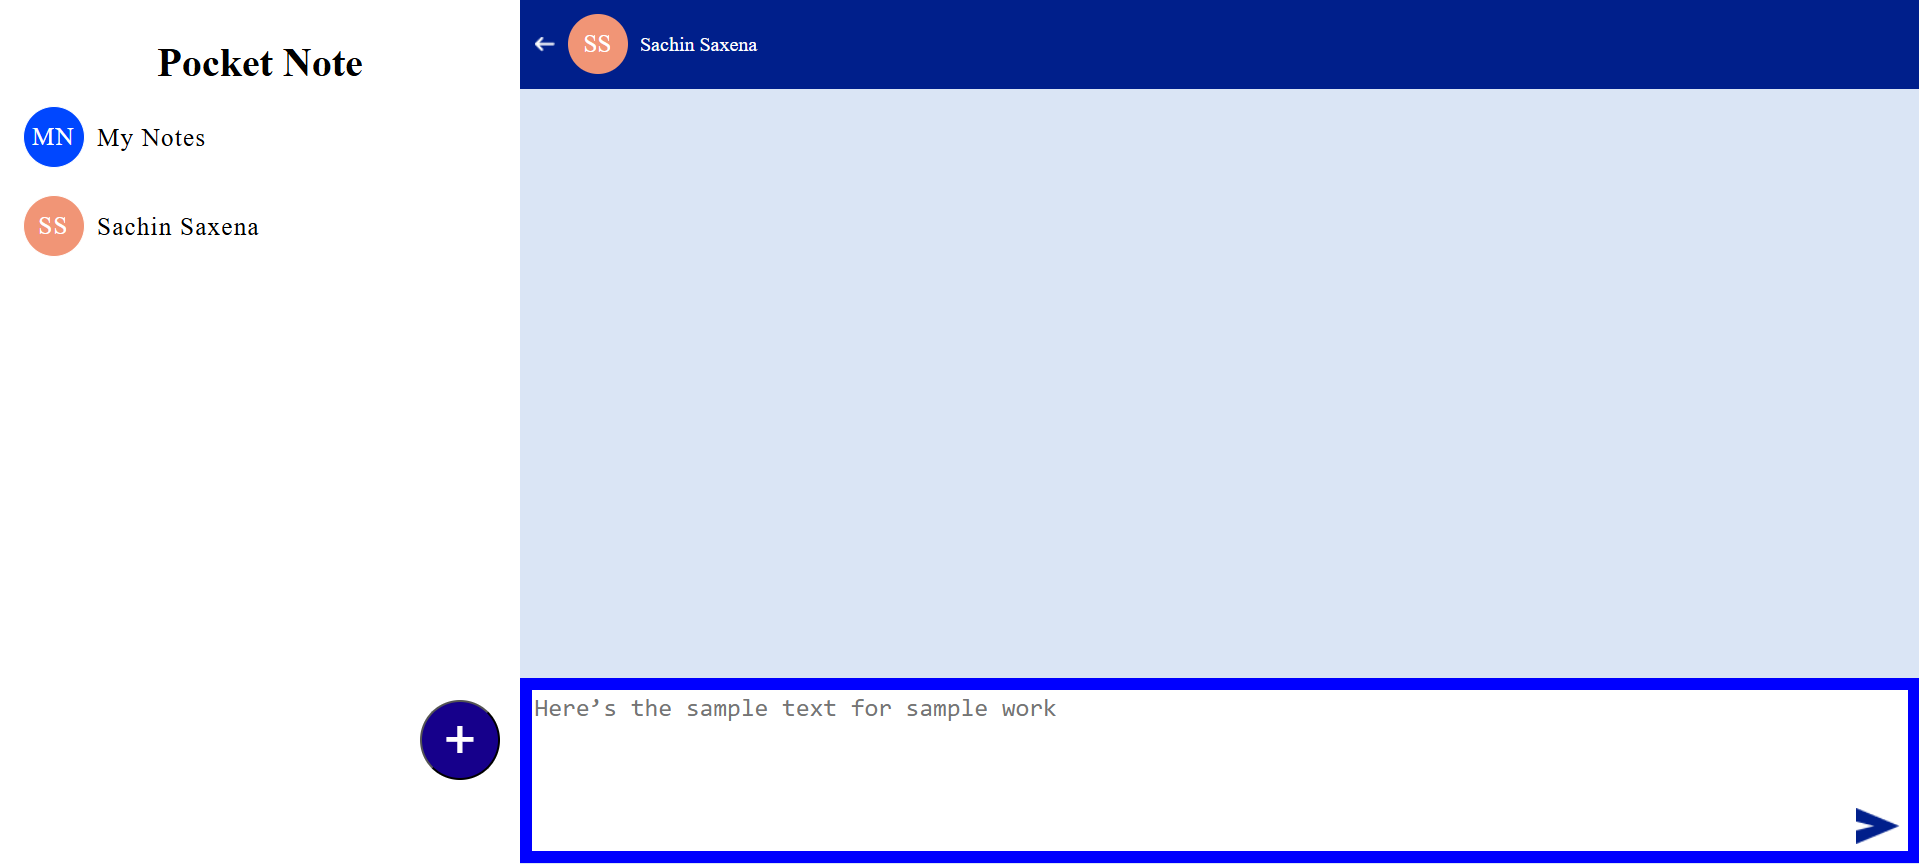 Pocket Note
MN My Notes
SS Sachin Saxena
SS Sachin Saxena
Here’s the sample text for sample work